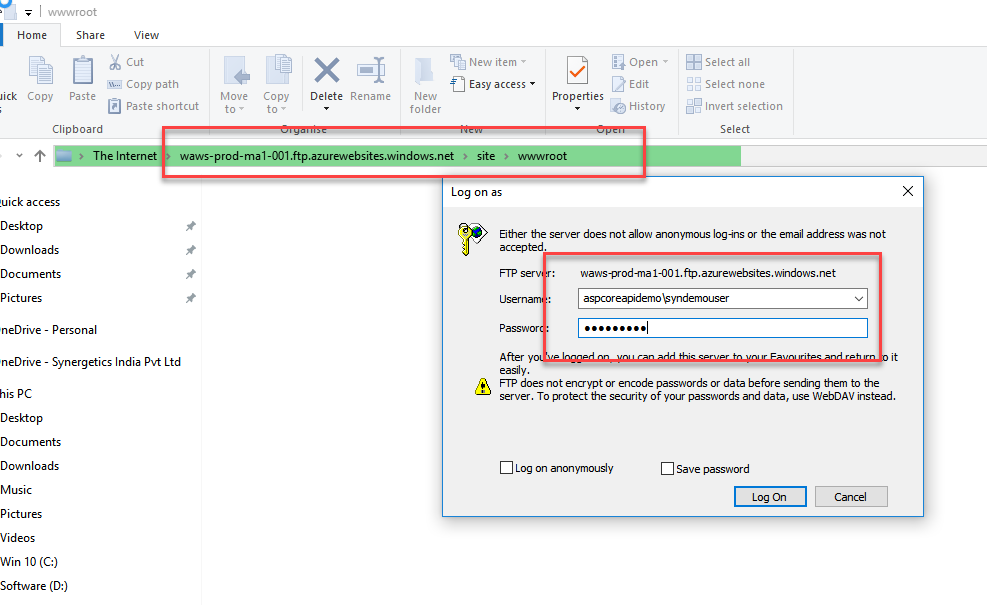 wwwroot
Home Share View
Cut
Copy path
Paste shortcut
uick Copy Paste
Clipboard
Move to Copy to Delete Rename
Organise
New folder
New item
Easy access
New
Properties
Open
Edit
History
Open
Select all
Select none
Invert selection
Select
The Internet waws-prod-ma1-001.ftp.azurewebsites.windows.net site wwwroot
uick access
Desktop
Downloads
Documents
Pictures
neDrive - Personal
neDrive - Synergetics India Pvt Ltd
his PC
Desktop
Documents
Downloads
Music
Pictures
Videos
Win 10 (C:)
Software (D:)
Log on as
Either the server does not allow anonymous log-ins or the email address was not
accepted.
FTP server: waws-prod-ma1-001.ftp.azurewebsites.windows.net
Username: aspcoreapidemo\syndemouser
Password: ●●●●●●●●●
After you've logged on, you can add this server to your Favourites and return to it
easily.
FTP does not encrypt or encode passwords or data before sending them to the
server. To protect the security of your passwords and data, use WebDAV instead.
Log on anonymously Save password
Log On Cancel